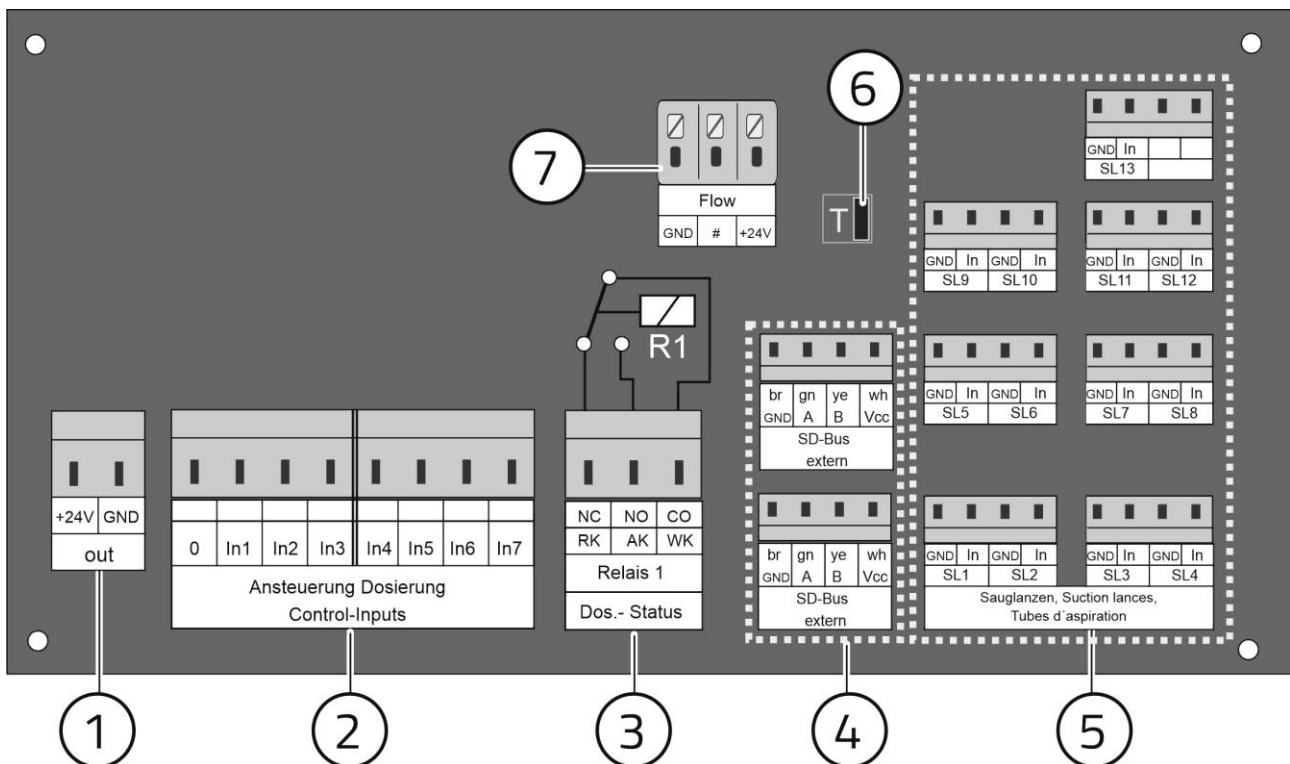 6
GND In
SL13
7
Flow
GND # +24V
T
GND In GND In
SL9 SL10
GND In GND In
SL11 SL12
R1
br gn ye wh
GND A B Vcc
SD-Bus
extern
GND In GND In
SL5 SL6
GND In GND In
SL7 SL8
+24V GND
out
0 In1 In2 In3 In4 In5 In6 In7
Ansteuerung Dosierung
Control-Inputs
NC NO CO
RK AK WK
Relais 1
Dos.- Status
br gn ye wh
GND A B Vcc
SD-Bus
extern
GND In GND In
SL1 SL2
GND In GND In
SL3 SL4
Sauglanzen, Suction lances,
Tubes d´aspiration
1 2 3 4 5